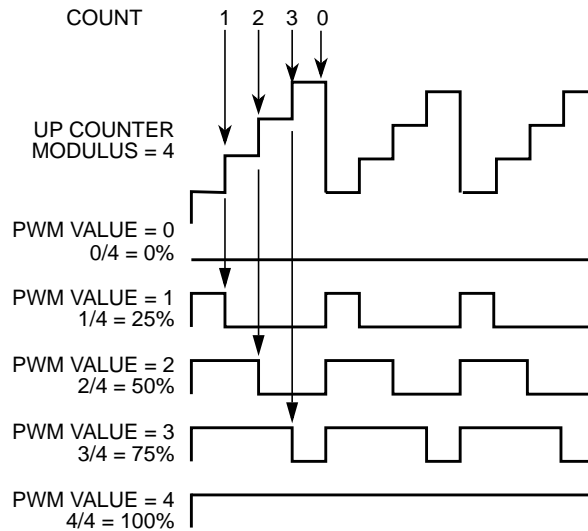 COUNT 1 2 3 0
UP COUNTER
MODULUS = 4
PWM VALUE = 0
0/4 = 0%
PWM VALUE = 1
1/4 = 25%
PWM VALUE = 2
2/4 = 50%
PWM VALUE = 3
3/4 = 75%
PWM VALUE = 4
4/4 = 100%